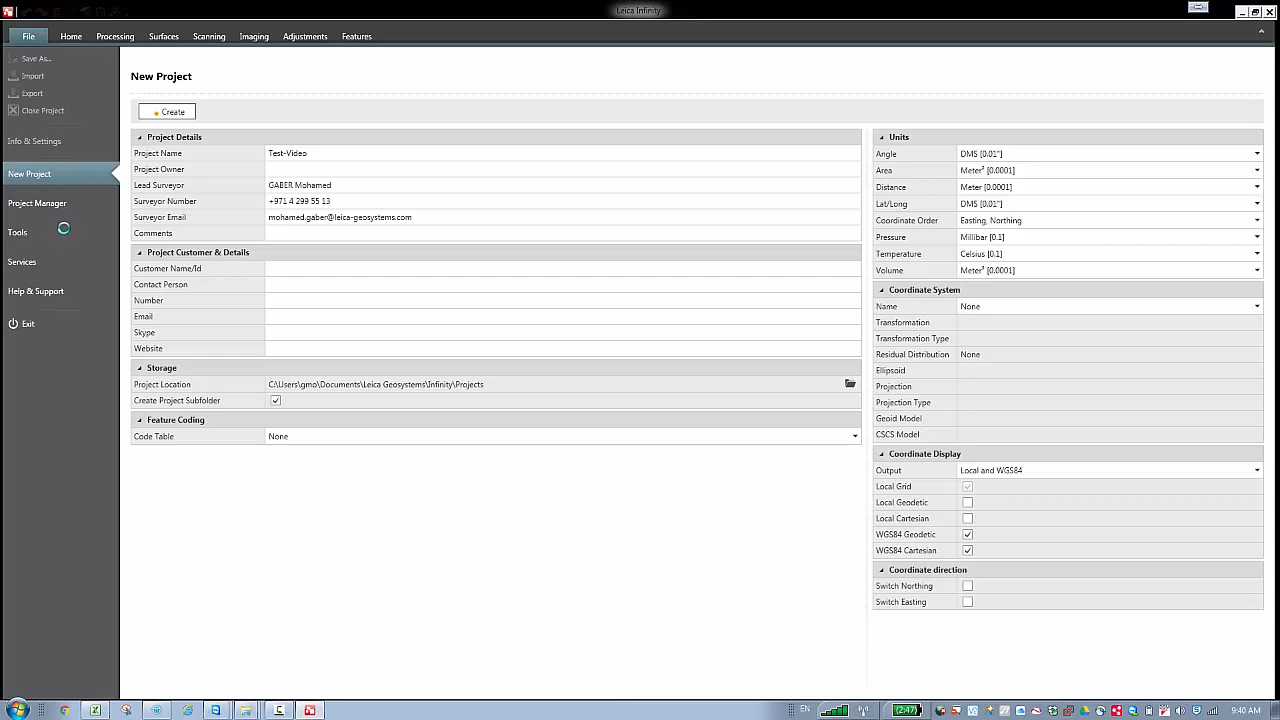 Leica Infinity
File Home Processing Surfaces Scanning Imaging Adjustments Features
Save As...
Import
Export
Close Project
Info & Settings
New Project
Project Manager
Tools
Services
Help & Support
Exit
New Project
Create
Project Details
Project Name Test-Video
Project Owner
Lead Surveyor GABER Mohamed
Surveyor Number +971 4 299 55 13
Surveyor Email mohamed.gaber@leica-geosystems.com
Comments
Project Customer & Details
Customer Name/Id
Contact Person
Number
Email
Skype
Website
Storage
Project Location C:\Users\gmo\Documents\Leica Geosystems\Infinity\Projects
Create Project Subfolder
Feature Coding
Code Table None
Units
Angle DMS [0.01"]
Area Meter² [0.0001]
Distance Meter [0.0001]
Lat/Long DMS [0.01"]
Coordinate Order Easting, Northing
Pressure Millibar [0.1]
Temperature Celsius [0.1]
Volume Meter³ [0.0001]
Coordinate System
Name None
Transformation
Transformation Type
Residual Distribution None
Ellipsoid
Projection
Projection Type
Geoid Model
CSCS Model
Coordinate Display
Output Local and WGS84
Local Grid
Local Geodetic
Local Cartesian
WGS84 Geodetic
WGS84 Cartesian
Coordinate direction
Switch Northing
Switch Easting
EN (2:47) 9:40 AM